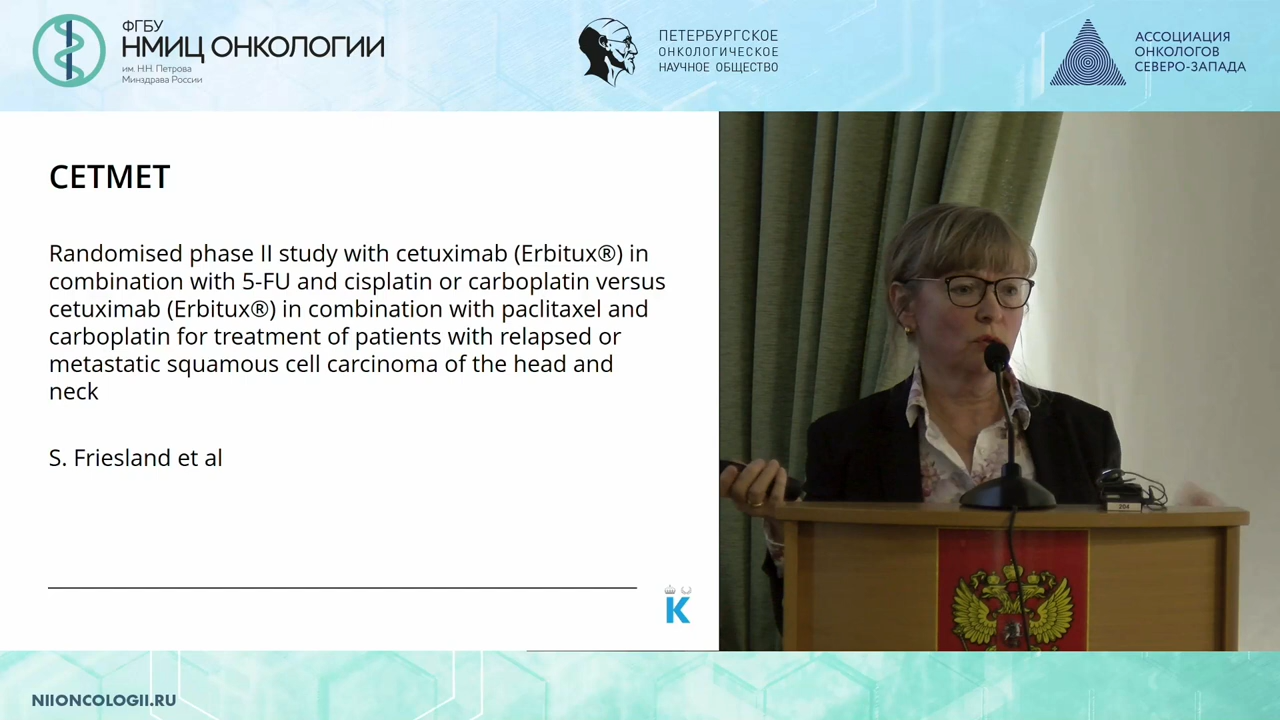 ФГБУ
НМИЦ ОНКОЛОГИИ
им. Н.Н. Петрова
Минздрава России
ПЕТЕРБУРГСКОЕ
ОНКОЛОГИЧЕСКОЕ
НАУЧНОЕ ОБЩЕСТВО
АССОЦИАЦИЯ
ОНКОЛОГОВ
СЕВЕРО-ЗАПАДА
CETMET
Randomised phase II study with cetuximab (Erbitux®) in
combination with 5-FU and cisplatin or carboplatin versus
cetuximab (Erbitux®) in combination with paclitaxel and
carboplatin for treatment of patients with relapsed or
metastatic squamous cell carcinoma of the head and
neck
S. Friesland et al
K
204
NIIONCOLOGII.RU